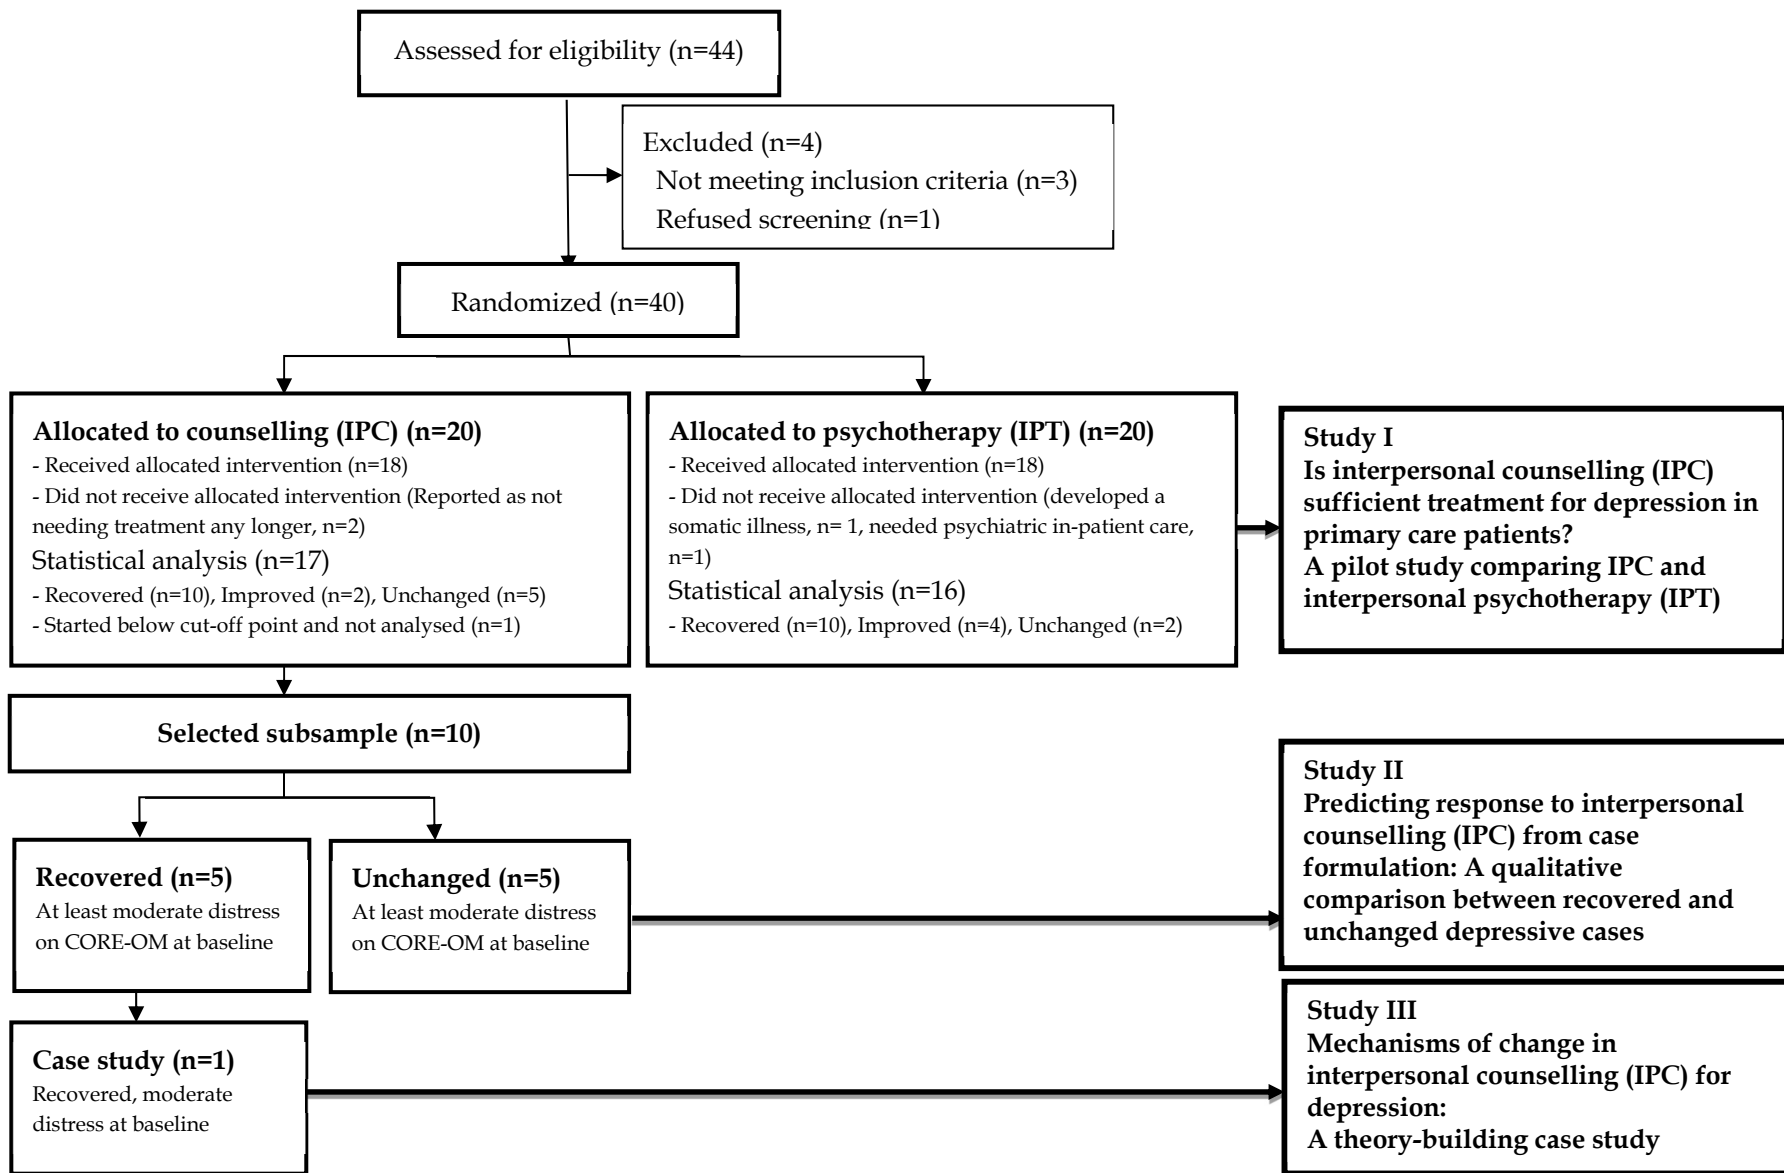 Assessed for eligibility (n=44)
Excluded (n=4)
Not meeting inclusion criteria (n=3)
Refused screening (n=1)
Randomized (n=40)
Allocated to counselling (IPC) (n=20)
- Received allocated intervention (n=18)
- Did not receive allocated intervention (Reported as not
needing treatment any longer, n=2)
Statistical analysis (n=17)
- Recovered (n=10), Improved (n=2), Unchanged (n=5)
- Started below cut-off point and not analysed (n=1)
Allocated to psychotherapy (IPT) (n=20)
- Received allocated intervention (n=18)
- Did not receive allocated intervention (developed a
somatic illness, n= 1, needed psychiatric in-patient care,
n=1)
Statistical analysis (n=16)
- Recovered (n=10), Improved (n=4), Unchanged (n=2)
Study I
Is interpersonal counselling (IPC)
sufficient treatment for depression in
primary care patients?
A pilot study comparing IPC and
interpersonal psychotherapy (IPT)
Selected subsample (n=10)
Recovered (n=5)
At least moderate distress
on CORE-OM at baseline
Unchanged (n=5)
At least moderate distress
on CORE-OM at baseline
Study II
Predicting response to interpersonal
counselling (IPC) from case
formulation: A qualitative
comparison between recovered and
unchanged depressive cases
Case study (n=1)
Recovered, moderate
distress at baseline
Study III
Mechanisms of change in
interpersonal counselling (IPC) for
depression:
A theory-building case study